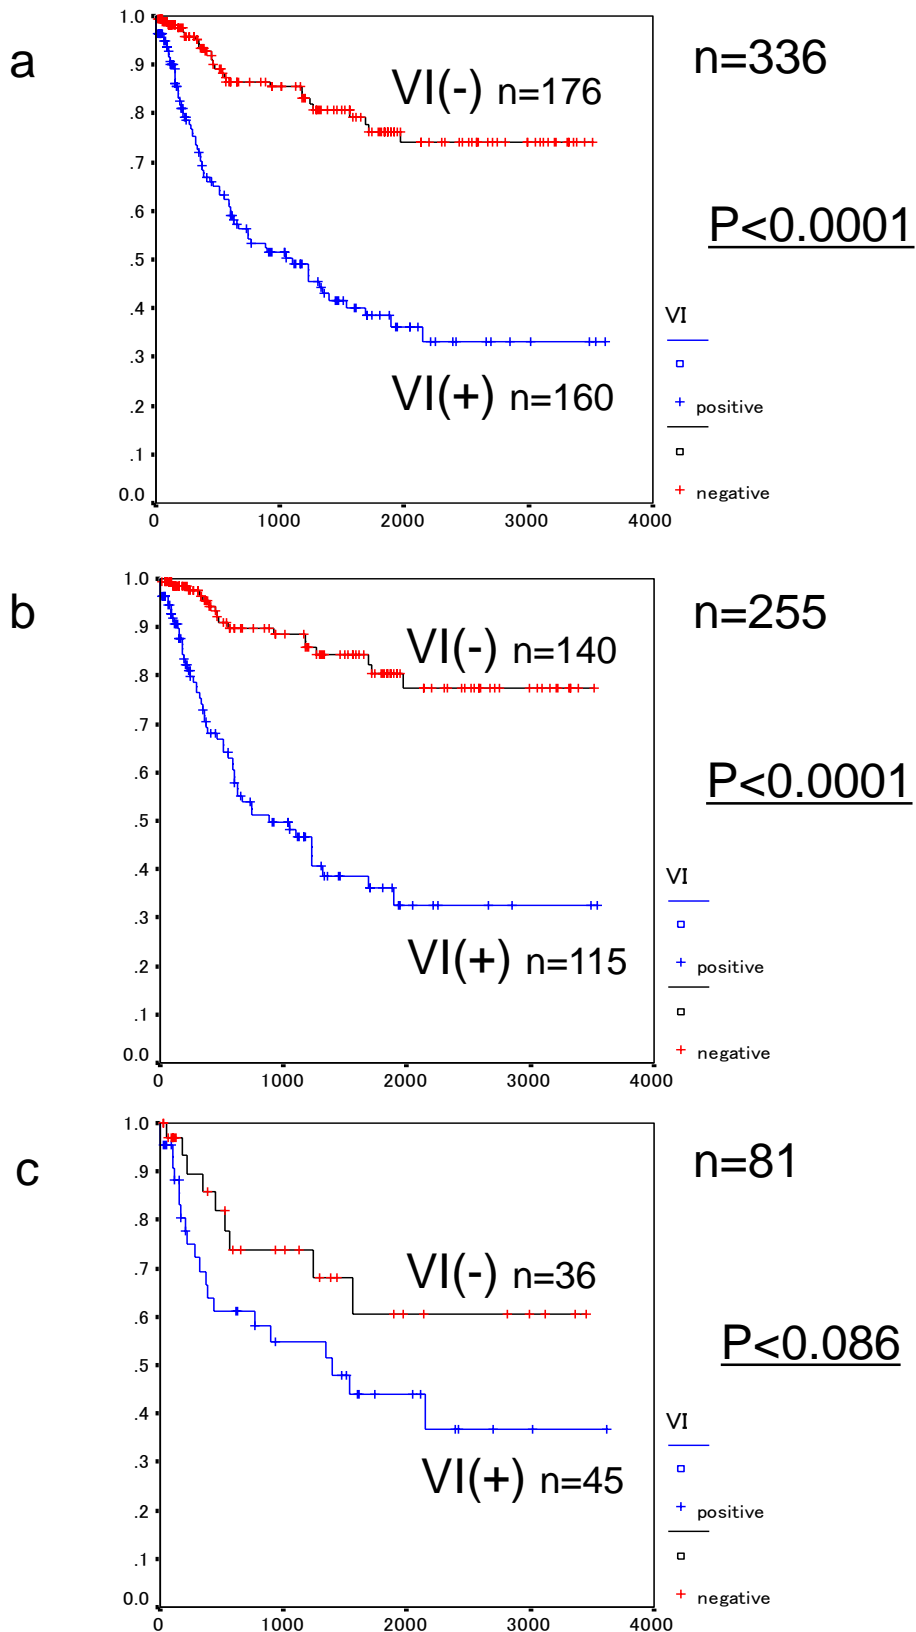 a
n=336
1.0
.9
.8
.7
.6
.5
.4
.3
.2
.1
0.0
VI(-) n=176
P<0.0001
VI(+) n=160
VI
positive
negative
0 1000 2000 3000 4000
b
n=255
1.0
.9
.8
.7
.6
.5
.4
.3
.2
.1
0.0
VI(-) n=140
P<0.0001
VI(+) n=115
VI
positive
negative
0 1000 2000 3000 4000
c
n=81
1.0
.9
.8
.7
.6
.5
.4
.3
.2
.1
0.0
VI(-) n=36
P<0.086
VI(+) n=45
VI
positive
negative
0 1000 2000 3000 4000